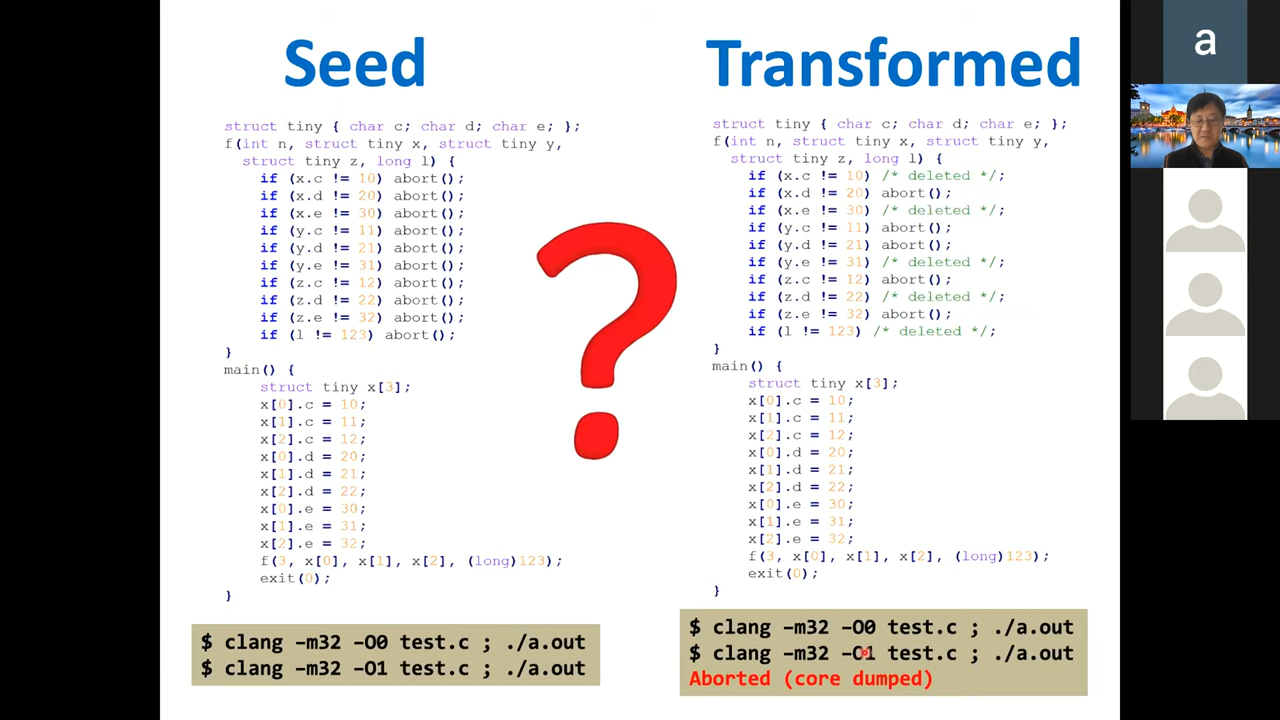 Seed
struct tiny { char c; char d; char e; };
f(int n, struct tiny x, struct tiny y,
struct tiny z, long l) {
if (x.c != 10) abort();
if (x.d != 20) abort();
if (x.e != 30) abort();
if (y.c != 11) abort();
if (y.d != 21) abort();
if (y.e != 31) abort();
if (z.c != 12) abort();
if (z.d != 22) abort();
if (z.e != 32) abort();
if (l != 123) abort();
}
main() {
struct tiny x[3];
x[0].c = 10;
x[1].c = 11;
x[2].c = 12;
x[0].d = 20;
x[1].d = 21;
x[2].d = 22;
x[0].e = 30;
x[1].e = 31;
x[2].e = 32;
f(3, x[0], x[1], x[2], (long)123);
exit(0);
}
$ clang –m32 –O0 test.c ; ./a.out
$ clang –m32 –O1 test.c ; ./a.out
?
Transformed
struct tiny { char c; char d; char e; };
f(int n, struct tiny x, struct tiny y,
struct tiny z, long l) {
if (x.c != 10) /* deleted */;
if (x.d != 20) abort();
if (x.e != 30) /* deleted */;
if (y.c != 11) abort();
if (y.d != 21) abort();
if (y.e != 31) /* deleted */;
if (z.c != 12) abort();
if (z.d != 22) /* deleted */;
if (z.e != 32) abort();
if (l != 123) /* deleted */;
}
main() {
struct tiny x[3];
x[0].c = 10;
x[1].c = 11;
x[2].c = 12;
x[0].d = 20;
x[1].d = 21;
x[2].d = 22;
x[0].e = 30;
x[1].e = 31;
x[2].e = 32;
f(3, x[0], x[1], x[2], (long)123);
exit(0);
}
$ clang –m32 –O0 test.c ; ./a.out
$ clang –m32 –O1 test.c ; ./a.out
Aborted (core dumped)
a